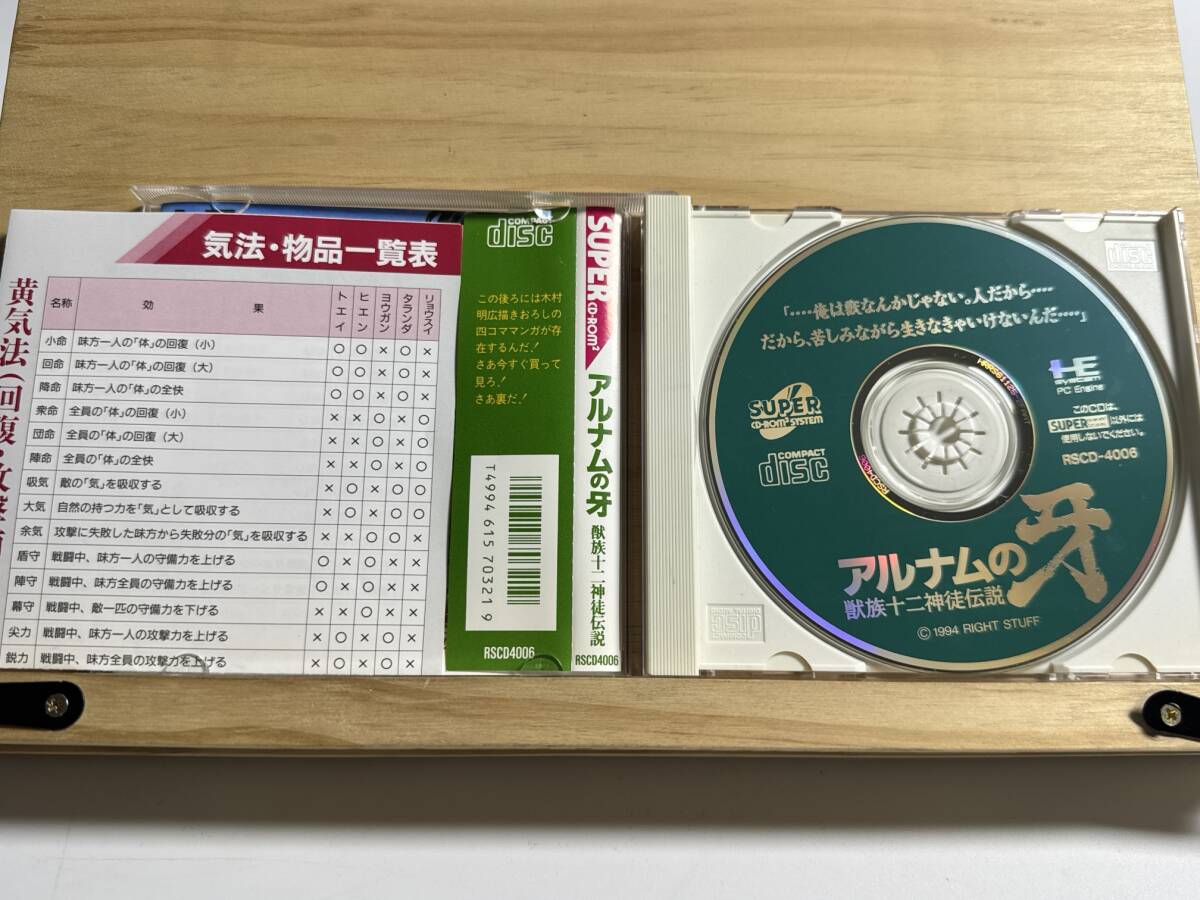 気法・物品一覧表
黄気法(回復・攻撃補
名称 効果 トエイ ヒエン ヨウガン タランダ リョウスイ
小命 味方一人の「体」の回復(小) ○ ○ × ○ ×
回命 味方一人の「体」の回復(大) ○ ○ × ○ ×
降命 味方一人の「体」の全快 ○ ○ × ○ ×
衆命 全員の「体」の回復(小) × × ○ × ○
団命 全員の「体」の回復(大) × × ○ × ○
陣命 全員の「体」の全快 × × ○ × ○
吸気 敵の「気」を吸収する × ○ × ○ ○
大気 自然の持つ力を「気」として吸収する ○ × ○ ○ ○
余気 攻撃に失敗した味方から失敗分の「気」を吸収する × × ○ ○ ×
盾守 戦闘中、味方一人の守備力を上げる ○ × ○ × ×
陣守 戦闘中、味方全員の守備力を上げる ○ × ○ × ×
幕守 戦闘中、敵一匹の守備力を下げる × × ○ × ○
尖力 戦闘中、味方一人の攻撃力を上げる × ○ × ○ ×
鋭力 戦闘中、味方全員の攻撃力を上げる × ○ × ○ ×
COMPACT
disc
この後ろには木村
明広描きおろしの
四コママンガが存
在するんだ!
さあ今すぐ買って
見ろ!
さあ裏だ!
T4994615703219
RSCD4006
SUPER CD-ROM²
アルナムの牙
獣族十二神徒伝説
RSCD4006
「‥‥俺は獣なんかじゃない。人だから‥‥
だから、苦しみながら生きなきゃいけないんだ‥‥」
SUPER
CD-ROM² SYSTEM
COMPACT
disc
HE
system
PC Engine
このCDは、
SUPER 以外には
使用しないでください。
RSCD-4006
RSCD4006
アルナムの牙
獣族十二神徒伝説
© 1994 RIGHT STUFF